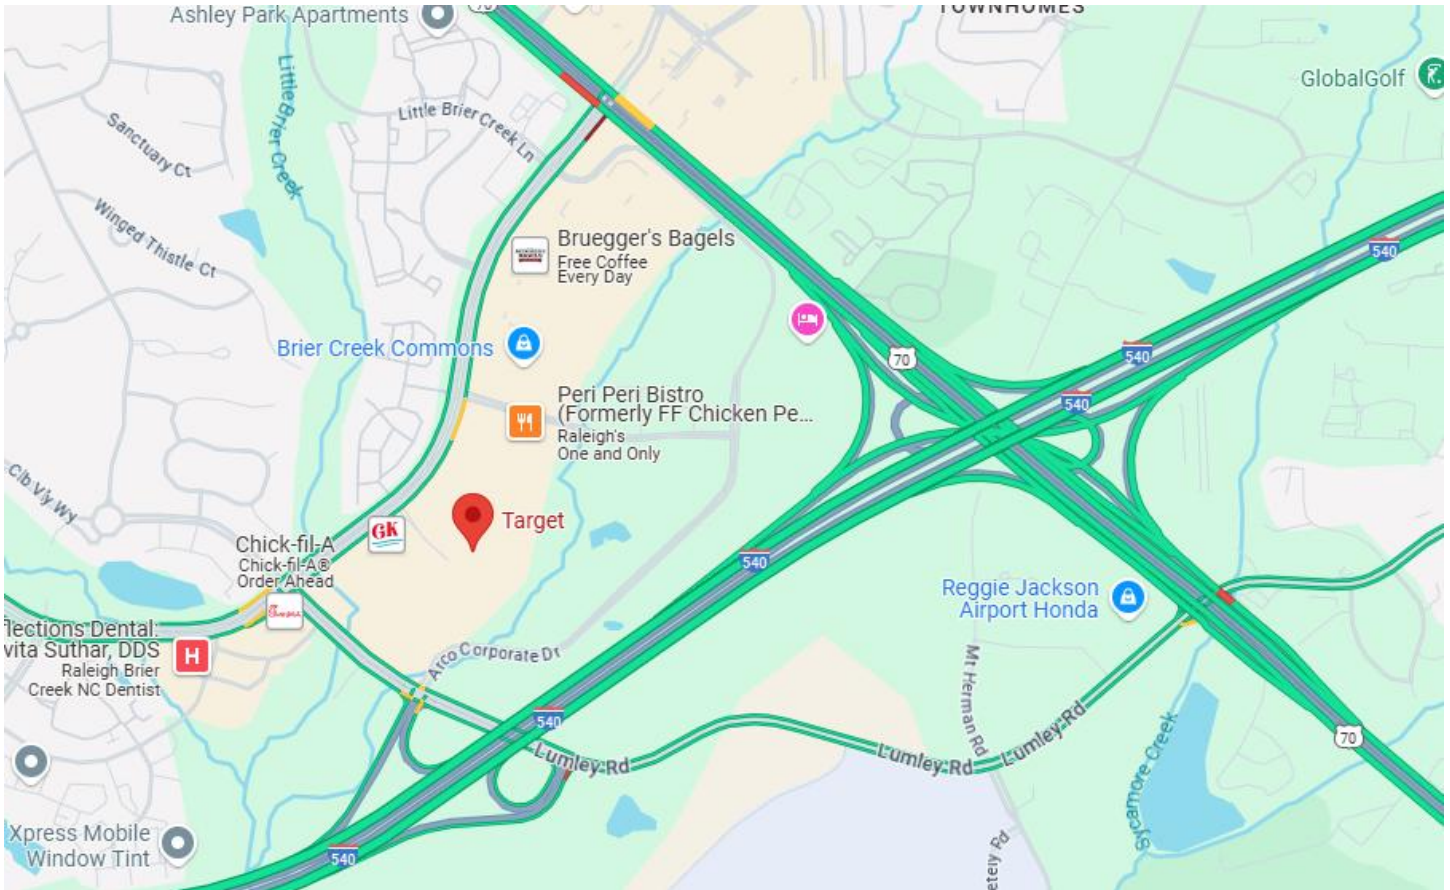 Ashley Park Apartments
70
TOWNHOMES
GlobalGolf
Little Brier Creek
Little Brier Creek Ln
Sanctuary Ct
Winged Thistle Ct
540
Bruegger's Bagels
Free Coffee
Every Day
Brier Creek Commons
70
540
540
Peri Peri Bistro
(Formerly FF Chicken Pe...
Raleigh's
One and Only
GK
Target
Chick-fil-A
Chick-fil-A®
Order Ahead
540
Reggie Jackson
Airport Honda
flections Dental:
vita Suthar, DDS
Raleigh Brier
Creek NC Dentist
H
Arco Corporate Dr
Mt Herman Rd
540
Lumley Rd
Lumley Rd
Lumley Rd
70
Sycamore Creek
Xpress Mobile
Window Tint
540
etery Rd